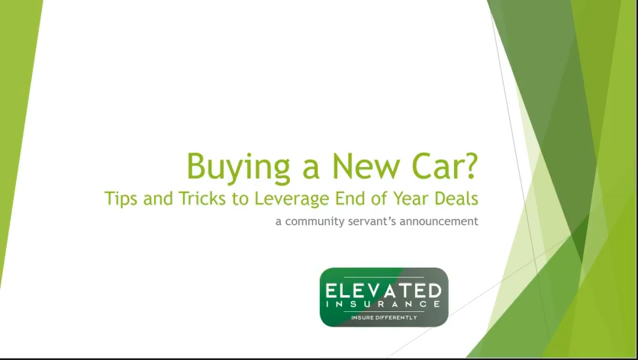 Buying a New Car?
Tips and Tricks to Leverage End of Year Deals
a community servant's announcement
ELEVATED
INSURANCE
INSURE DIFFERENTLY